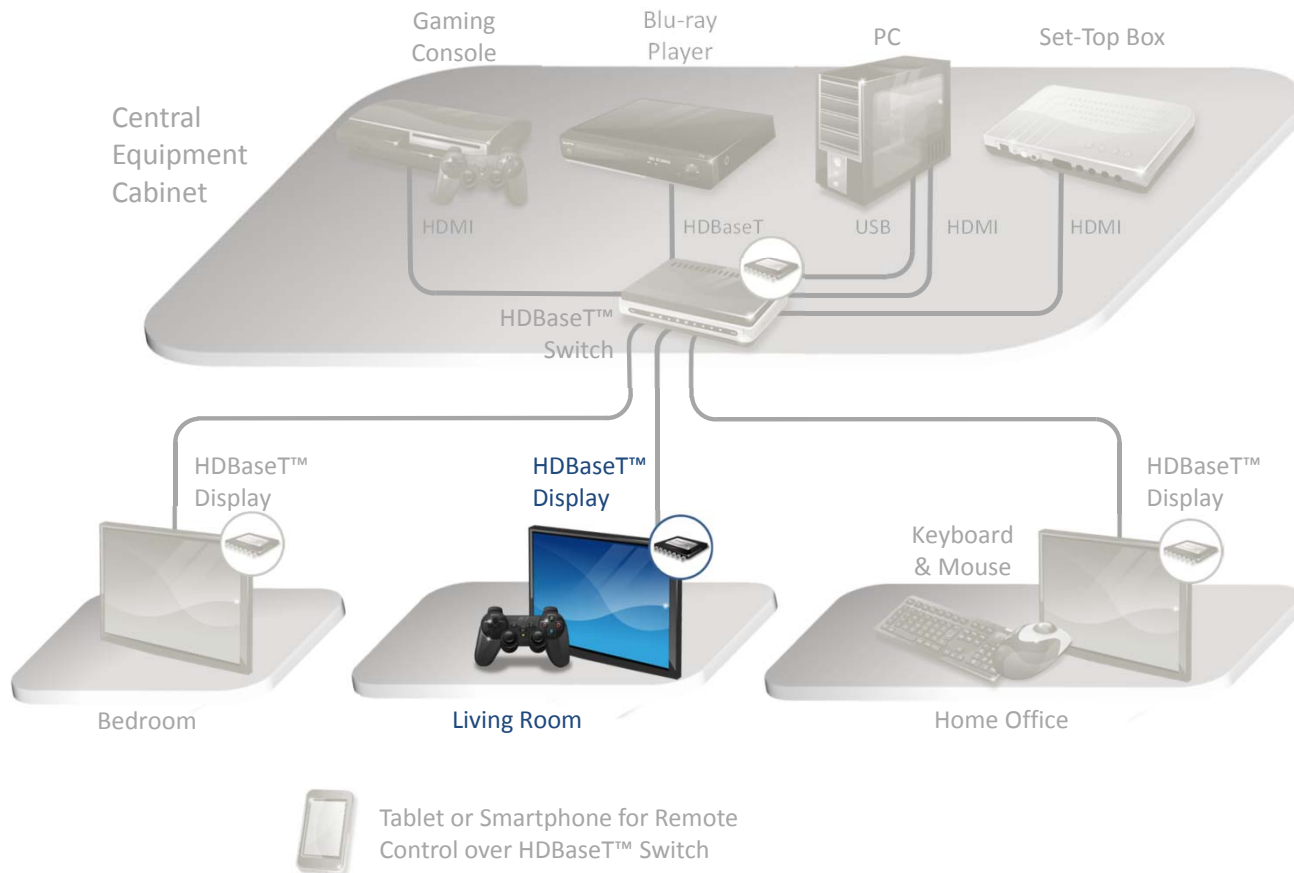 Gaming
Console
Blu-ray
Player
PC
Set-Top Box
Central
Equipment
Cabinet
HDMI
HDBaseT
USB
HDMI
HDMI
HDBaseT™
Switch
HDBaseT™
Display
HDBaseT™
Display
HDBaseT™
Display
Keyboard
& Mouse
Bedroom
Living Room
Home Office
Tablet or Smartphone for Remote
Control over HDBaseT™ Switch